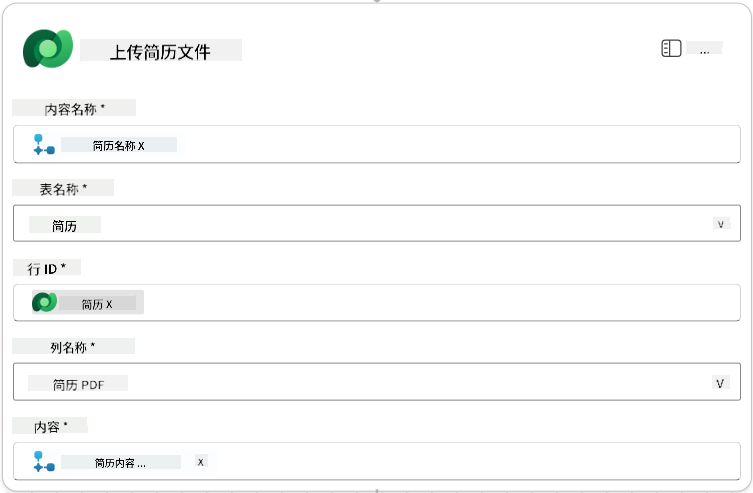 上传简历文件
...
内容名称 *
简历名称 X
表名称 *
简历 V
行 ID *
简历 X
列名称 *
简历 PDF V
内容 *
简历内容 ... x